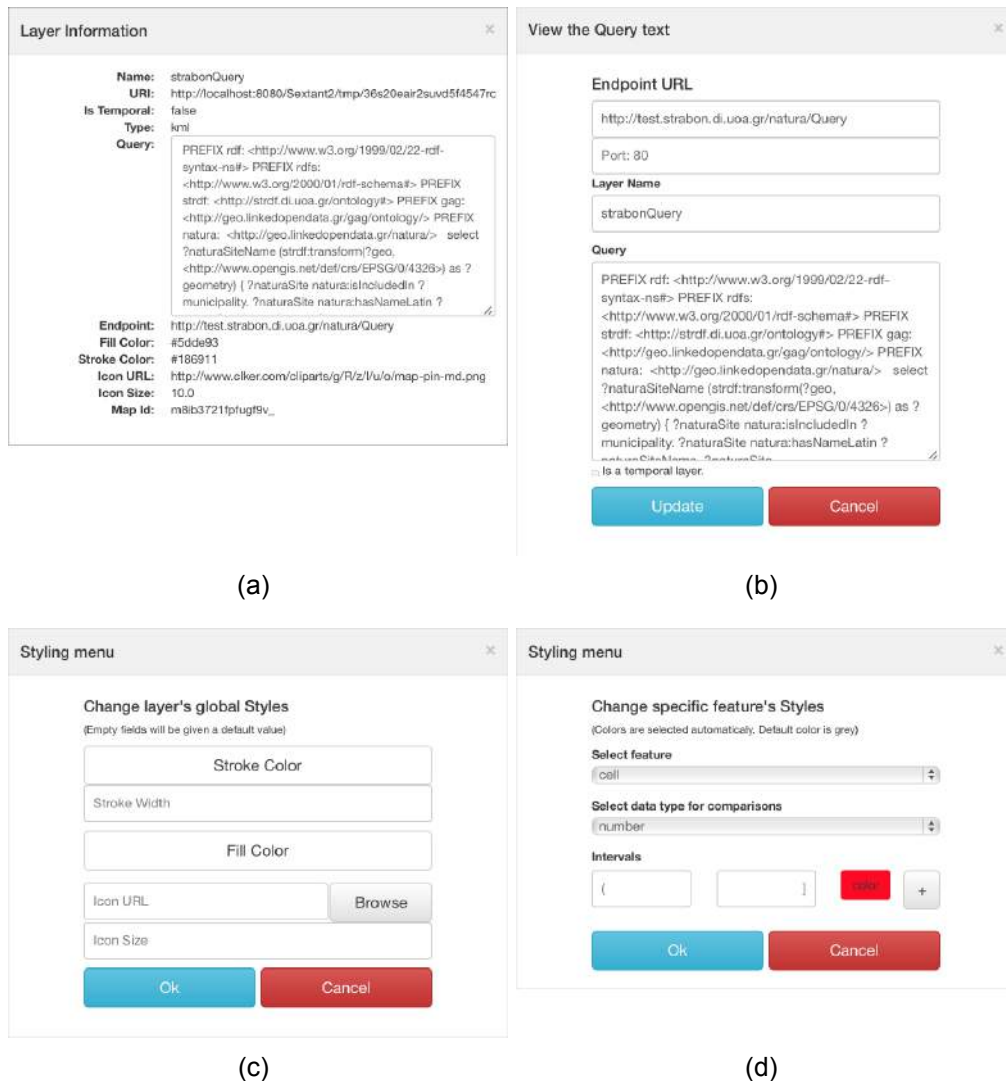 Layer Information ×
Name: strabonQuery
URI: http://localhost:8080/Sextant2/tmp/36s20eair2suvd5f4547rc
Is Temporal: false
Type: kml
Query: PREFIX rdf: <http://www.w3.org/1999/02/22-rdf-
syntax-ns#> PREFIX rdfs:
<http://www.w3.org/2000/01/rdf-schema#> PREFIX
strdf: <http://strdf.di.uoa.gr/ontology#> PREFIX gag:
<http://geo.linkedopendata.gr/gag/ontology/> PREFIX
natura: <http://geo.linkedopendata.gr/natura/> select
?naturaSiteName (strdf:transform(?geo,
<http://www.opengis.net/def/crs/EPSG/0/4326>) as ?
geometry) { ?naturaSite natura:isIncludedIn ?
municipality. ?naturaSite natura:hasNameLatin ?
Endpoint: http://test.strabon.di.uoa.gr/natura/Query
Fill Color: #5dde93
Stroke Color: #186911
Icon URL: http://www.clker.com/cliparts/g/R/z/l/u/o/map-pin-md.png
Icon Size: 10.0
Map Id: m8ib3721fpfugf9v_
(a)
View the Query text ×
Endpoint URL
http://test.strabon.di.uoa.gr/natura/Query
Port: 80
Layer Name
strabonQuery
Query
PREFIX rdf: <http://www.w3.org/1999/02/22-rdf-
syntax-ns#> PREFIX rdfs:
<http://www.w3.org/2000/01/rdf-schema#> PREFIX
strdf: <http://strdf.di.uoa.gr/ontology#> PREFIX gag:
<http://geo.linkedopendata.gr/gag/ontology/> PREFIX
natura: <http://geo.linkedopendata.gr/natura/> select
?naturaSiteName (strdf:transform(?geo,
<http://www.opengis.net/def/crs/EPSG/0/4326>) as ?
geometry) { ?naturaSite natura:isIncludedIn ?
municipality. ?naturaSite natura:hasNameLatin ?
?naturaSiteName. ?naturaSite
Is a temporal layer.
Update Cancel
(b)
Styling menu ×
Change layer's global Styles
(Empty fields will be given a default value)
Stroke Color
Stroke Width
Fill Color
Icon URL Browse
Icon Size
Ok Cancel
(c)
Styling menu ×
Change specific feature's Styles
(Colors are selected automaticaly. Default color is grey)
Select feature
cell
Select data type for comparisons
number
Intervals
( ] color +
Ok Cancel
(d)